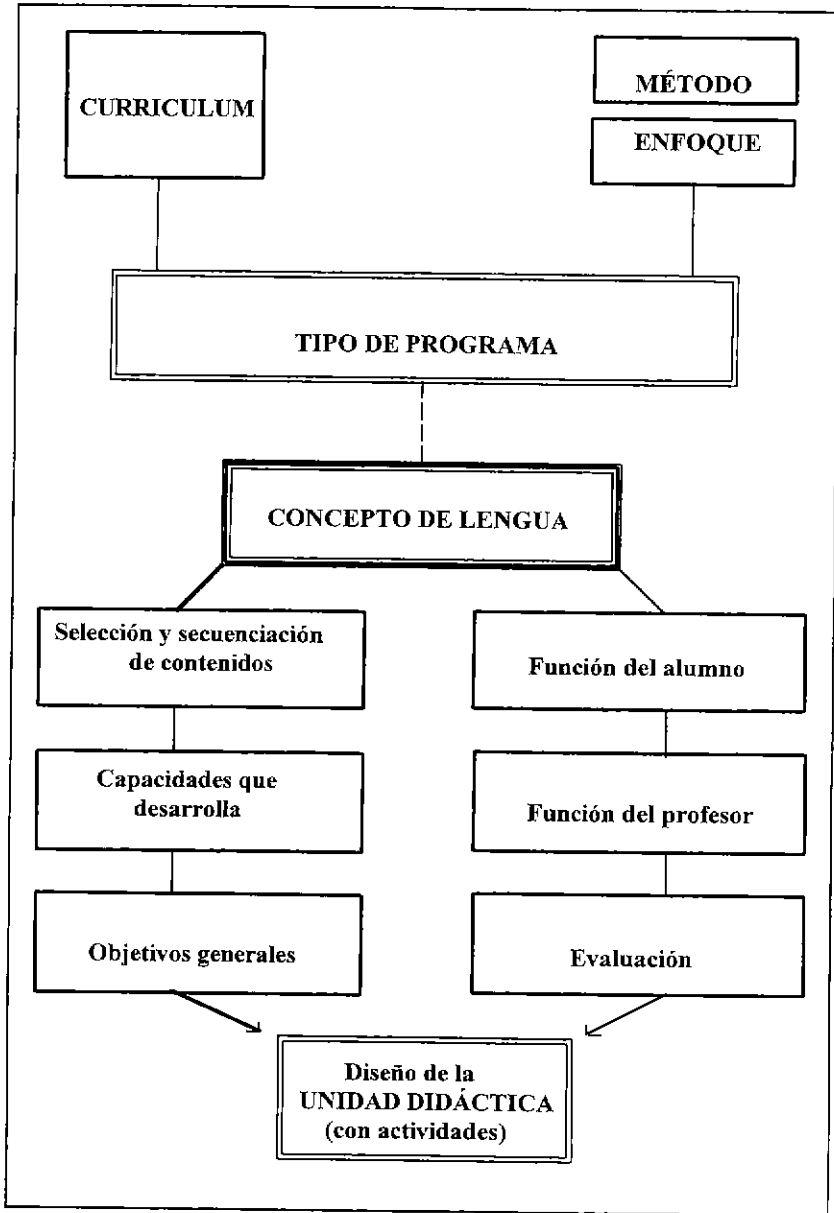 CURRICULUM
MÉTODO
ENFOQUE
TIPO DE PROGRAMA
CONCEPTO DE LENGUA
Selección y secuenciación
de contenidos
Función del alumno
Capacidades que
desarrolla
Función del profesor
Objetivos generales
Evaluación
Diseño de la
UNIDAD DIDÁCTICA
(con actividades)